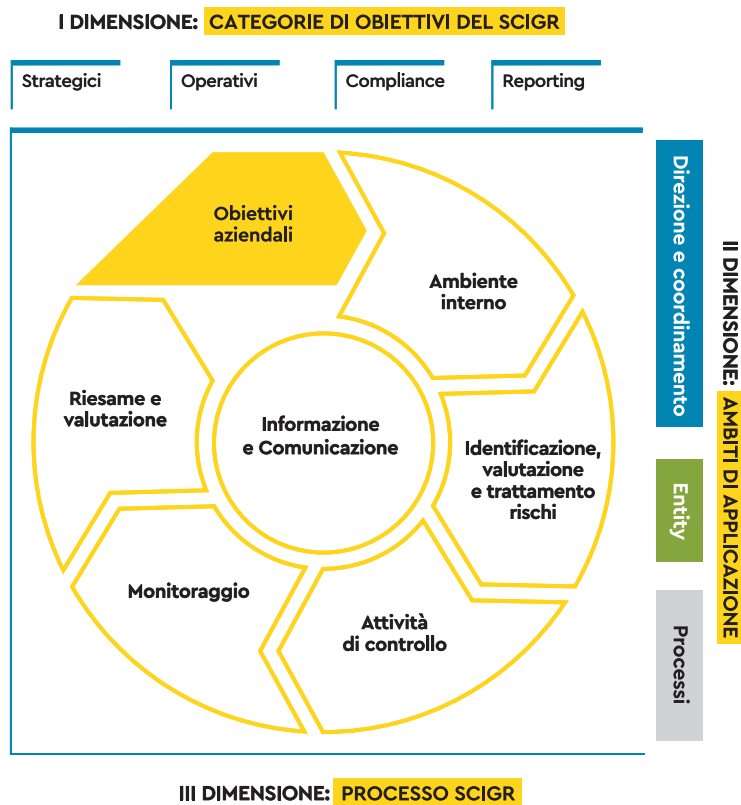 I DIMENSIONE: CATEGORIE DI OBIETTIVI DEL SCIGR
Strategici
Operativi
Compliance
Reporting
Obiettivi
aziendali
Ambiente
interno
Identificazione,
valutazione
e trattamento
rischi
Attività
di controllo
Monitoraggio
Riesame e
valutazione
Informazione
e Comunicazione
Direzione e coordinamento
Entity
Processi
II DIMENSIONE: AMBITI DI APPLICAZIONE
III DIMENSIONE: PROCESSO SCIGR